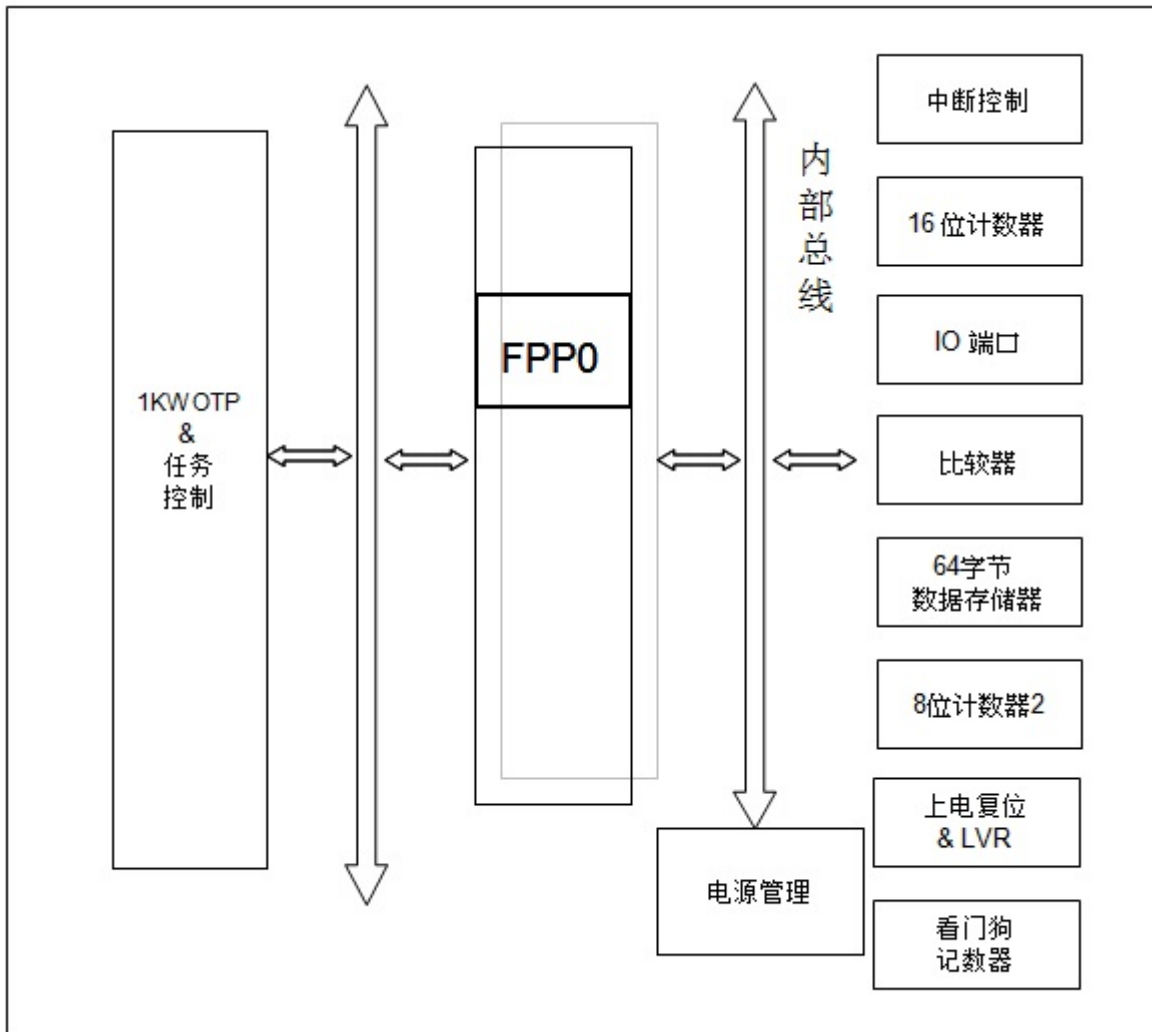 1KW OTP
&
任务
控制
FPP0
内部总线
中断控制
16 位计数器
IO 端口
比较器
64字节
数据存储器
8位计数器2
上电复位
& LVR
电源管理
看门狗
记数器